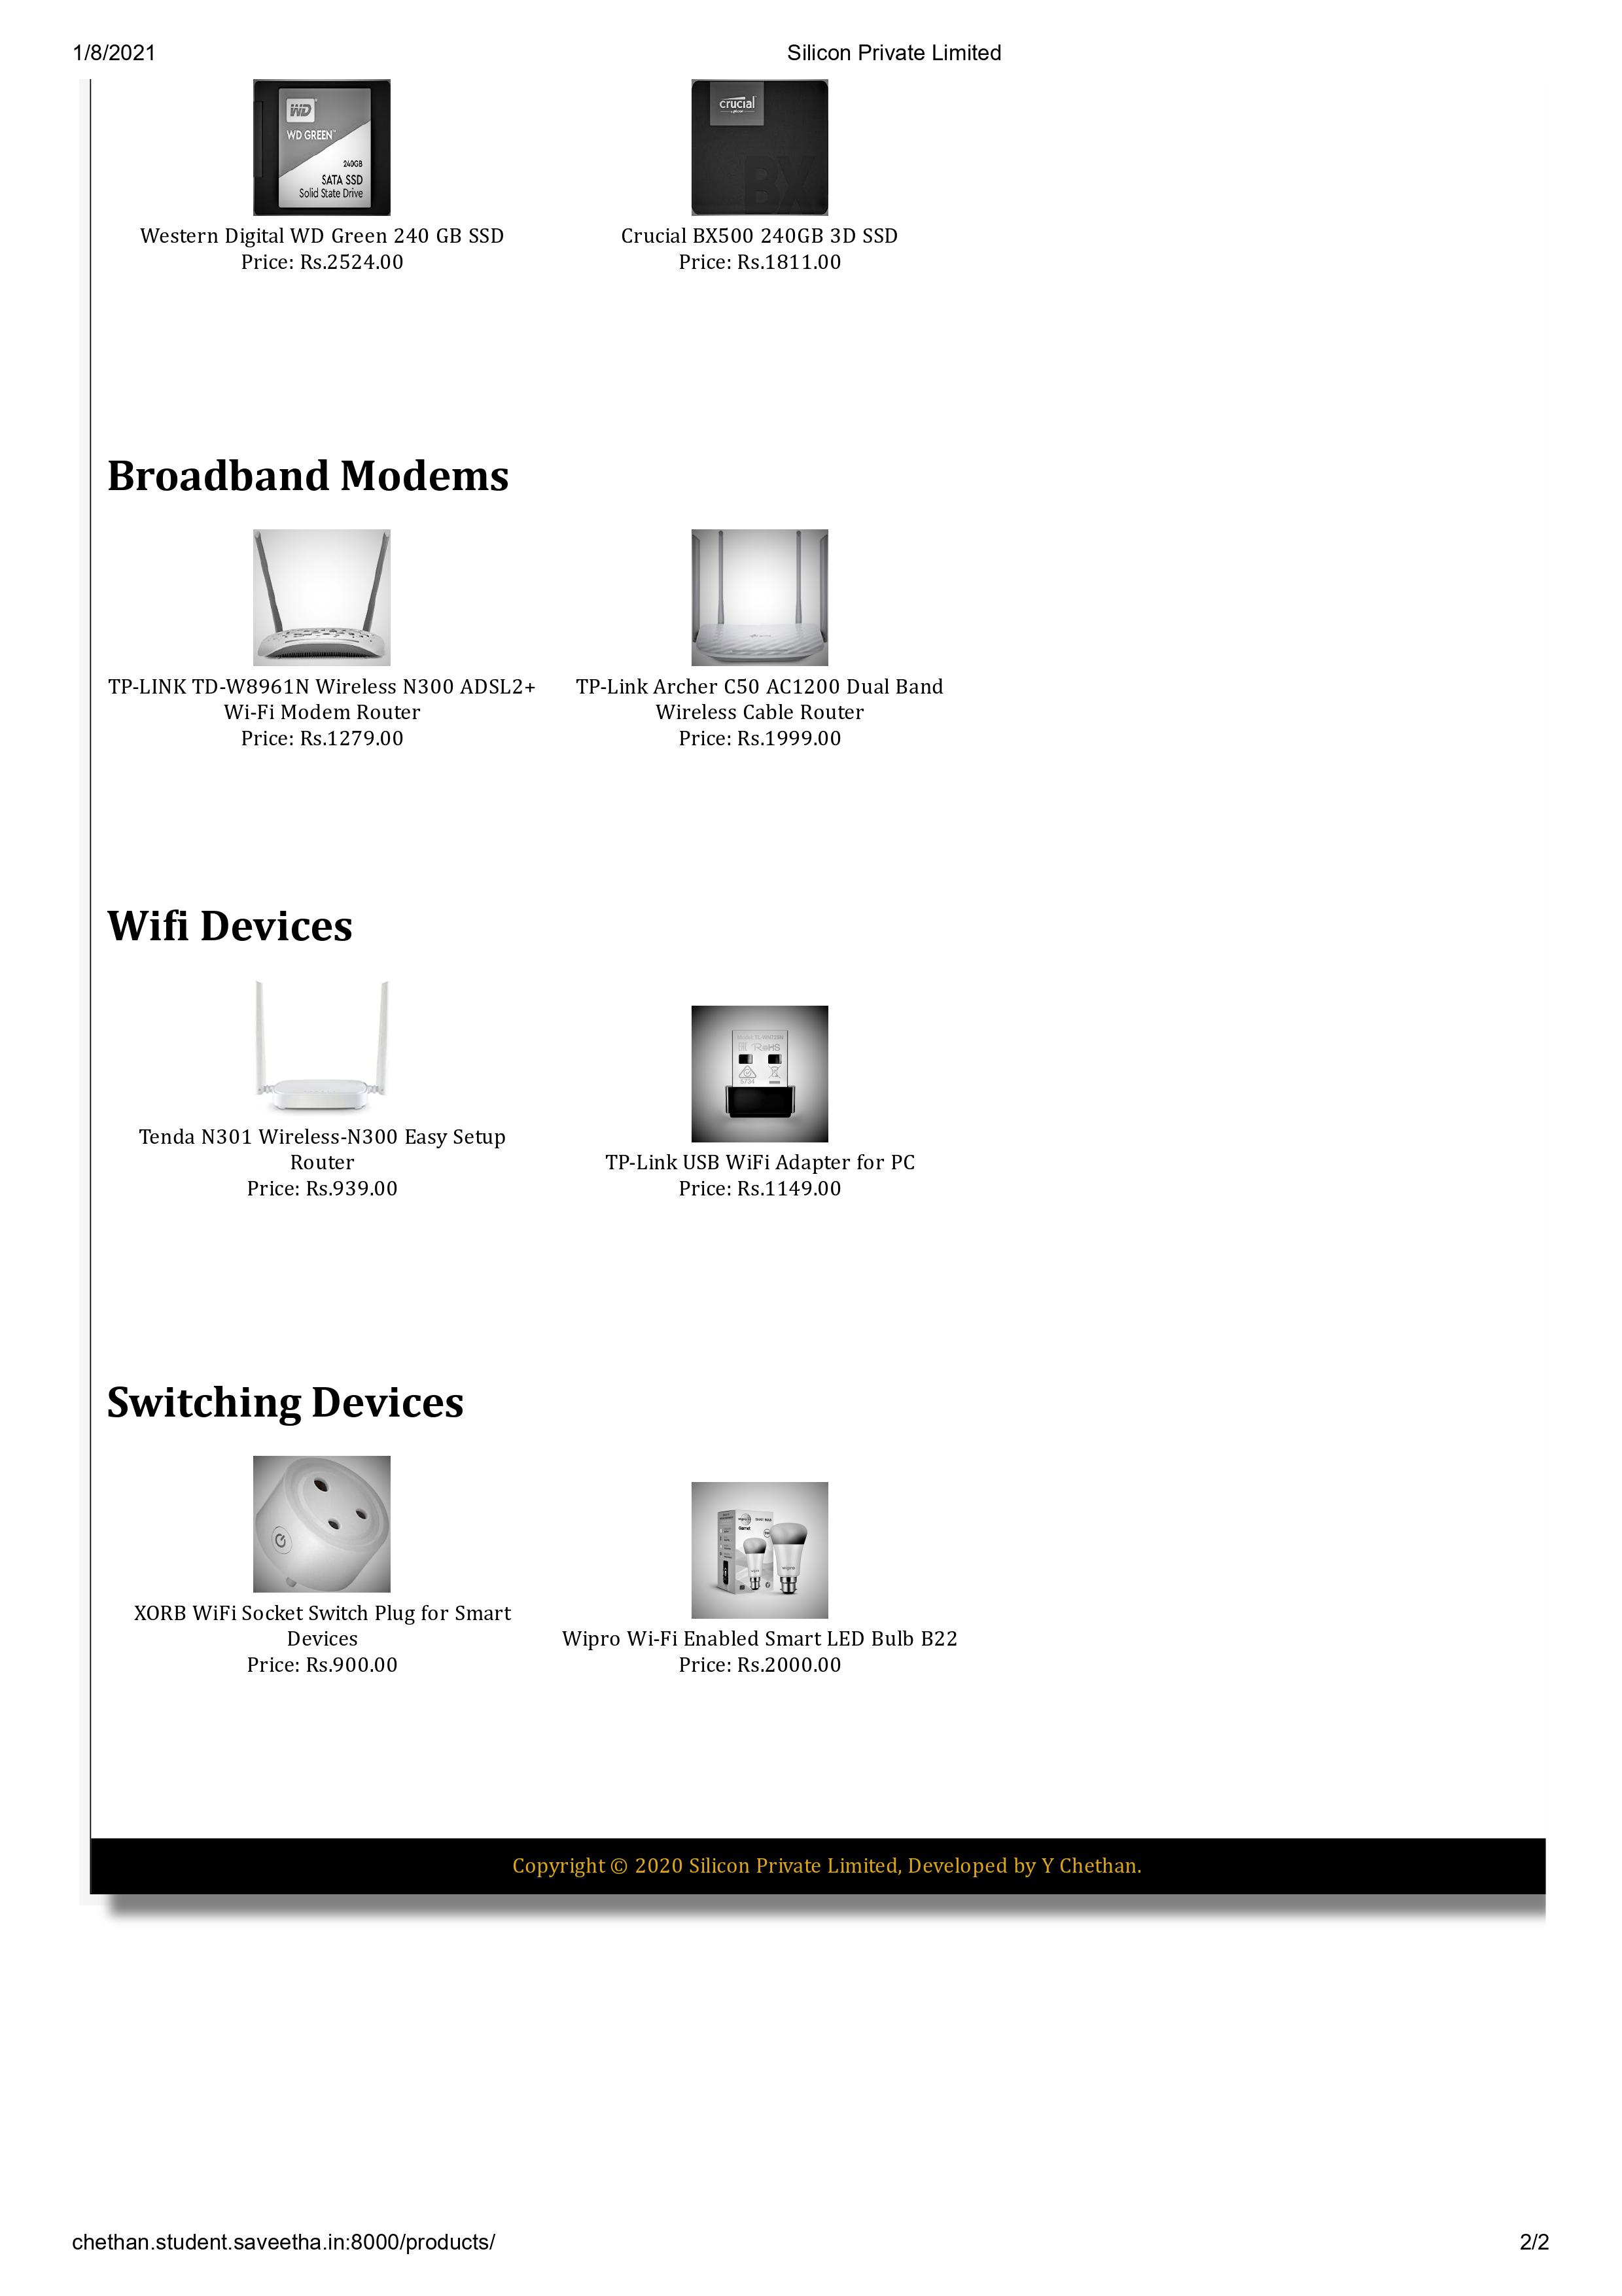 1/8/2021
Silicon Private Limited
WD
WD GREEN™
240GB
SATA SSD
Solid State Drive
crucial
BX
Western Digital WD Green 240 GB SSD
Price: Rs.2524.00
Crucial BX500 240GB 3D SSD
Price: Rs.1811.00
Broadband Modems
TP-LINK TD-W8961N Wireless N300 ADSL2+
Wi-Fi Modem Router
Price: Rs.1279.00
TP-Link Archer C50 AC1200 Dual Band
Wireless Cable Router
Price: Rs.1999.00
Wifi Devices
Tenda N301 Wireless-N300 Easy Setup
Router
Price: Rs.939.00
RoHS
TP-Link USB WiFi Adapter for PC
Price: Rs.1149.00
Switching Devices
XORB WiFi Socket Switch Plug for Smart
Devices
Price: Rs.900.00
wipro
Wipro Wi-Fi Enabled Smart LED Bulb B22
Price: Rs.2000.00
Copyright © 2020 Silicon Private Limited, Developed by Y Chethan.
chethan.student.saveetha.in:8000/products/
2/2